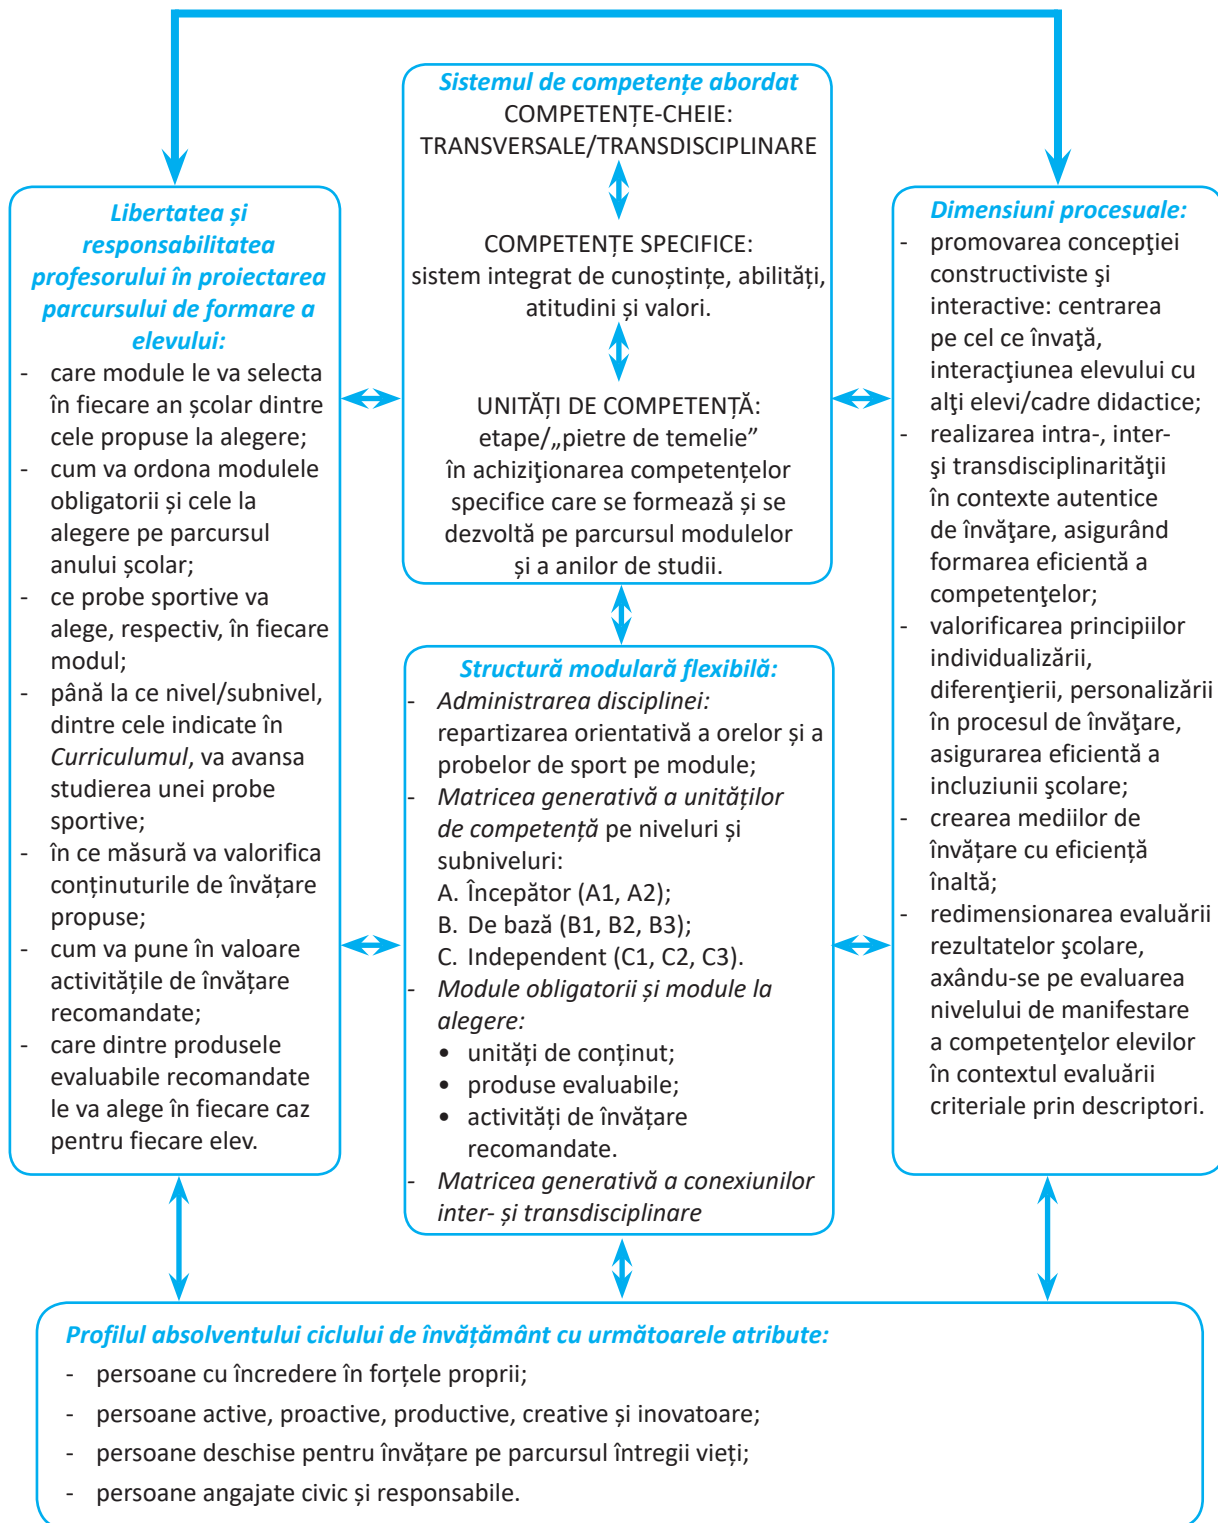 Sistemul de competențe abordat
COMPETENȚE-CHEIE:
TRANSVERSALE/TRANSDISCIPLINARE
COMPETENȚE SPECIFICE:
sistem integrat de cunoștințe, abilități,
atitudini și valori.
UNITĂȚI DE COMPETENȚĂ:
etape/„pietre de temelie”
în achiziţionarea competențelor
specifice care se formează și se
dezvoltă pe parcursul modulelor
și a anilor de studii.
Libertatea și
responsabilitatea
profesorului în proiectarea
parcursului de formare a
elevului:
- care module le va selecta
în fiecare an școlar dintre
cele propuse la alegere;
- cum va ordona modulele
obligatorii și cele la
alegere pe parcursul
anului școlar;
- ce probe sportive va
alege, respectiv, în fiecare
modul;
- până la ce nivel/subnivel,
dintre cele indicate în
Curriculumul, va avansa
studierea unei probe
sportive;
- în ce măsură va valorifica
conținuturile de învățare
propuse;
- cum va pune în valoare
activitățile de învățare
recomandate;
- care dintre produsele
evaluabile recomandate
le va alege în fiecare caz
pentru fiecare elev.
Structură modulară flexibilă:
- Administrarea disciplinei:
repartizarea orientativă a orelor și a
probelor de sport pe module;
- Matricea generativă a unităților
de competență pe niveluri și
subniveluri:
A. Începător (A1, A2);
B. De bază (B1, B2, B3);
C. Independent (C1, C2, C3).
- Module obligatorii și module la
alegere:
• unități de conținut;
• produse evaluabile;
• activități de învățare
recomandate.
- Matricea generativă a conexiunilor
inter- și transdisciplinare
Dimensiuni procesuale:
- promovarea concepţiei
constructiviste şi
interactive: centrarea
pe cel ce învaţă,
interacţiunea elevului cu
alţi elevi/cadre didactice;
- realizarea intra-, inter-
şi transdisciplinarităţii
în contexte autentice
de învăţare, asigurând
formarea eficientă a
competenţelor;
- valorificarea principiilor
individualizării,
diferenţierii, personalizării
în procesul de învăţare,
asigurarea eficientă a
incluziunii şcolare;
- crearea mediilor de
învățare cu eficiență
înaltă;
- redimensionarea evaluării
rezultatelor şcolare,
axându-se pe evaluarea
nivelului de manifestare
a competenţelor elevilor
în contextul evaluării
criteriale prin descriptori.
Profilul absolventului ciclului de învățământ cu următoarele atribute:
- persoane cu încredere în forțele proprii;
- persoane active, proactive, productive, creative și inovatoare;
- persoane deschise pentru învățare pe parcursul întregii vieți;
- persoane angajate civic și responsabile.